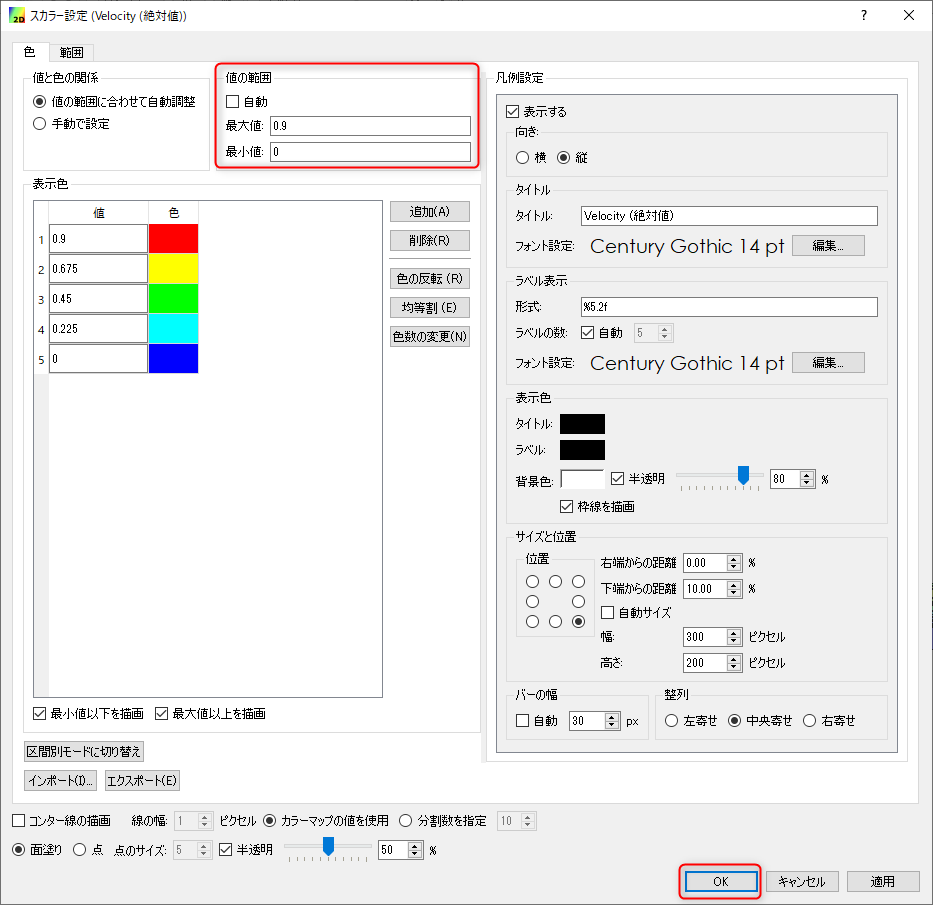 スカラー設定 (Velocity (絶対値))
色 範囲
値と色の関係
値の範囲に合わせて自動調整
手動で設定
値の範囲
自動
最大値: 0.9
最小値: 0
表示色
値 色
1 0.9
2 0.675
3 0.45
4 0.225
5 0
追加(A)
削除(R)
色の反転 (R)
均等割 (E)
色数の変更(N)
最小値以下を描画 最大値以上を描画
区間別モードに切り替え
インポート(I)... エクスポート(E)
凡例設定
表示する
向き:
横 縦
タイトル
タイトル: Velocity (絶対値)
フォント設定: Century Gothic 14 pt 編集...
ラベル表示
形式: %5.2f
ラベルの数: 自動 5
フォント設定: Century Gothic 14 pt 編集...
表示色
タイトル:
ラベル:
背景色: 半透明 80 %
枠線を描画
サイズと位置
位置
右端からの距離 0.00 %
下端からの距離 10.00 %
自動サイズ
幅: 300 ピクセル
高さ: 200 ピクセル
バーの幅
自動 30 px
整列
左寄せ 中央寄せ 右寄せ
コンター線の描画 線の幅: 1 ピクセル カラーマップの値を使用 分割数を指定 10
面塗り 点 点のサイズ: 5 半透明 50 %
OK キャンセル 適用